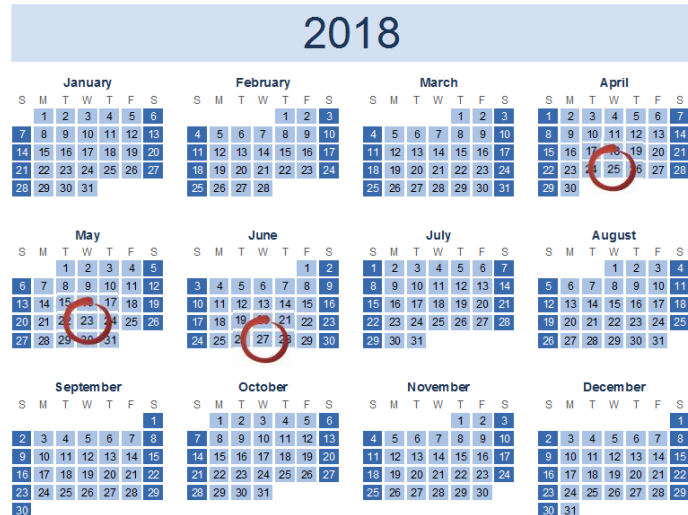 2018
January
S M T W T F S
1 2 3 4 5 6
7 8 9 10 11 12 13
14 15 16 17 18 19 20
21 22 23 24 25 26 27
28 29 30 31
February
S M T W T F S
1 2 3
4 5 6 7 8 9 10
11 12 13 14 15 16 17
18 19 20 21 22 23 24
25 26 27 28
March
S M T W T F S
1 2 3
4 5 6 7 8 9 10
11 12 13 14 15 16 17
18 19 20 21 22 23 24
25 26 27 28 29 30 31
April
S M T W T F S
1 2 3 4 5 6 7
8 9 10 11 12 13 14
15 16 17 18 19 20 21
22 23 24 25 26 27 28
29 30
May
S M T W T F S
1 2 3 4 5
6 7 8 9 10 11 12
13 14 15 17 18 19
20 21 22 23 24 25 26
27 28 29 30 31
June
S M T W T F S
1 2
3 4 5 6 7 8 9
10 11 12 13 14 15 16
17 18 19 20 21 22 23
24 25 27 28 29 30
July
S M T W T F S
1 2 3 4 5 6 7
8 9 10 11 12 13 14
15 16 17 18 19 20 21
22 23 24 25 26 27 28
29 30 31
August
S M T W T F S
1 2 3 4
5 6 7 8 9 10 11
12 13 14 15 16 17 18
19 20 21 22 23 24 25
26 27 28 29 30 31
September
S M T W T F S
1
2 3 4 5 6 7 8
9 10 11 12 13 14 15
16 17 18 19 20 21 22
23 24 25 26 27 28 29
30
October
S M T W T F S
1 2 3 4 5 6
7 8 9 10 11 12 13
14 15 16 17 18 19 20
21 22 23 24 25 26 27
28 29 30 31
November
S M T W T F S
1 2 3
4 5 6 7 8 9 10
11 12 13 14 15 16 17
18 19 20 21 22 23 24
25 26 27 28 29 30
December
S M T W T F S
1
2 3 4 5 6 7 8
9 10 11 12 13 14 15
16 17 18 19 20 21 22
23 24 25 26 27 28 29
30 31